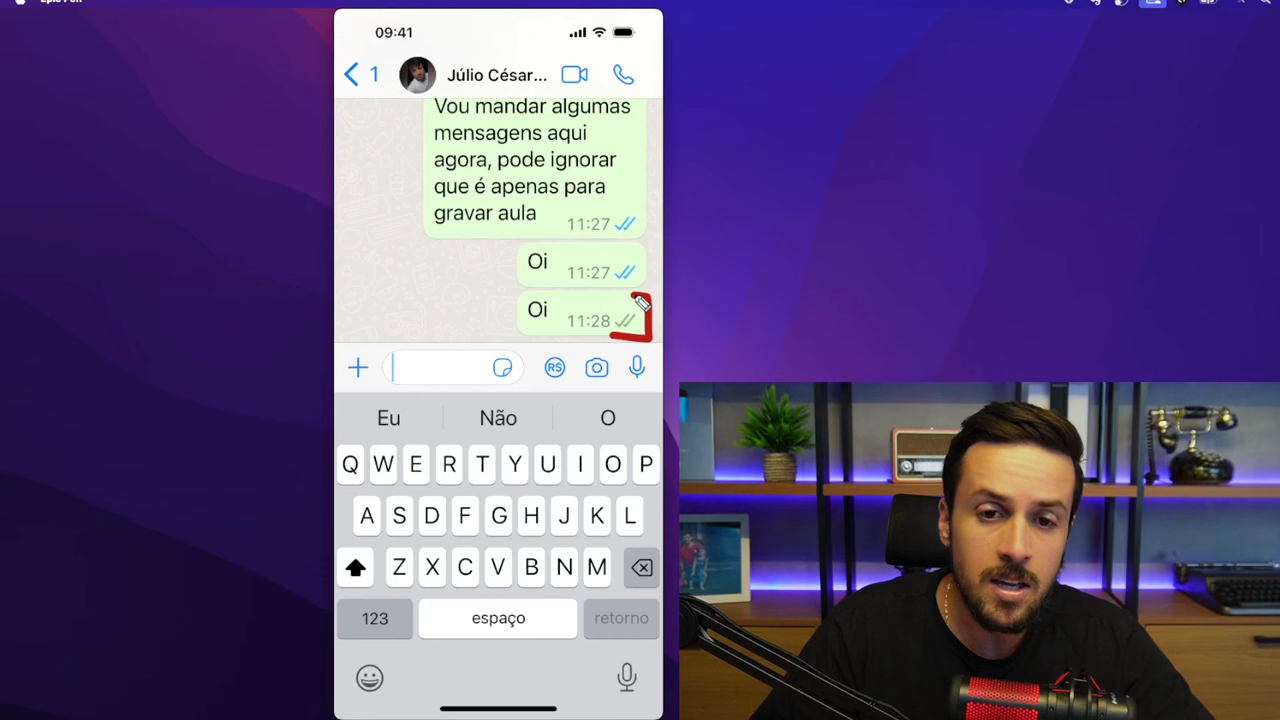 09:41
1 Júlio César...
Vou mandar algumas
mensagens aqui
agora, pode ignorar
que é apenas para
gravar aula 11:27
Oi 11:27
Oi 11:28
R$
Eu Não O
Q W E R T Y U I O P
A S D F G H J K L
Z X C V B N M
123 espaço retorno